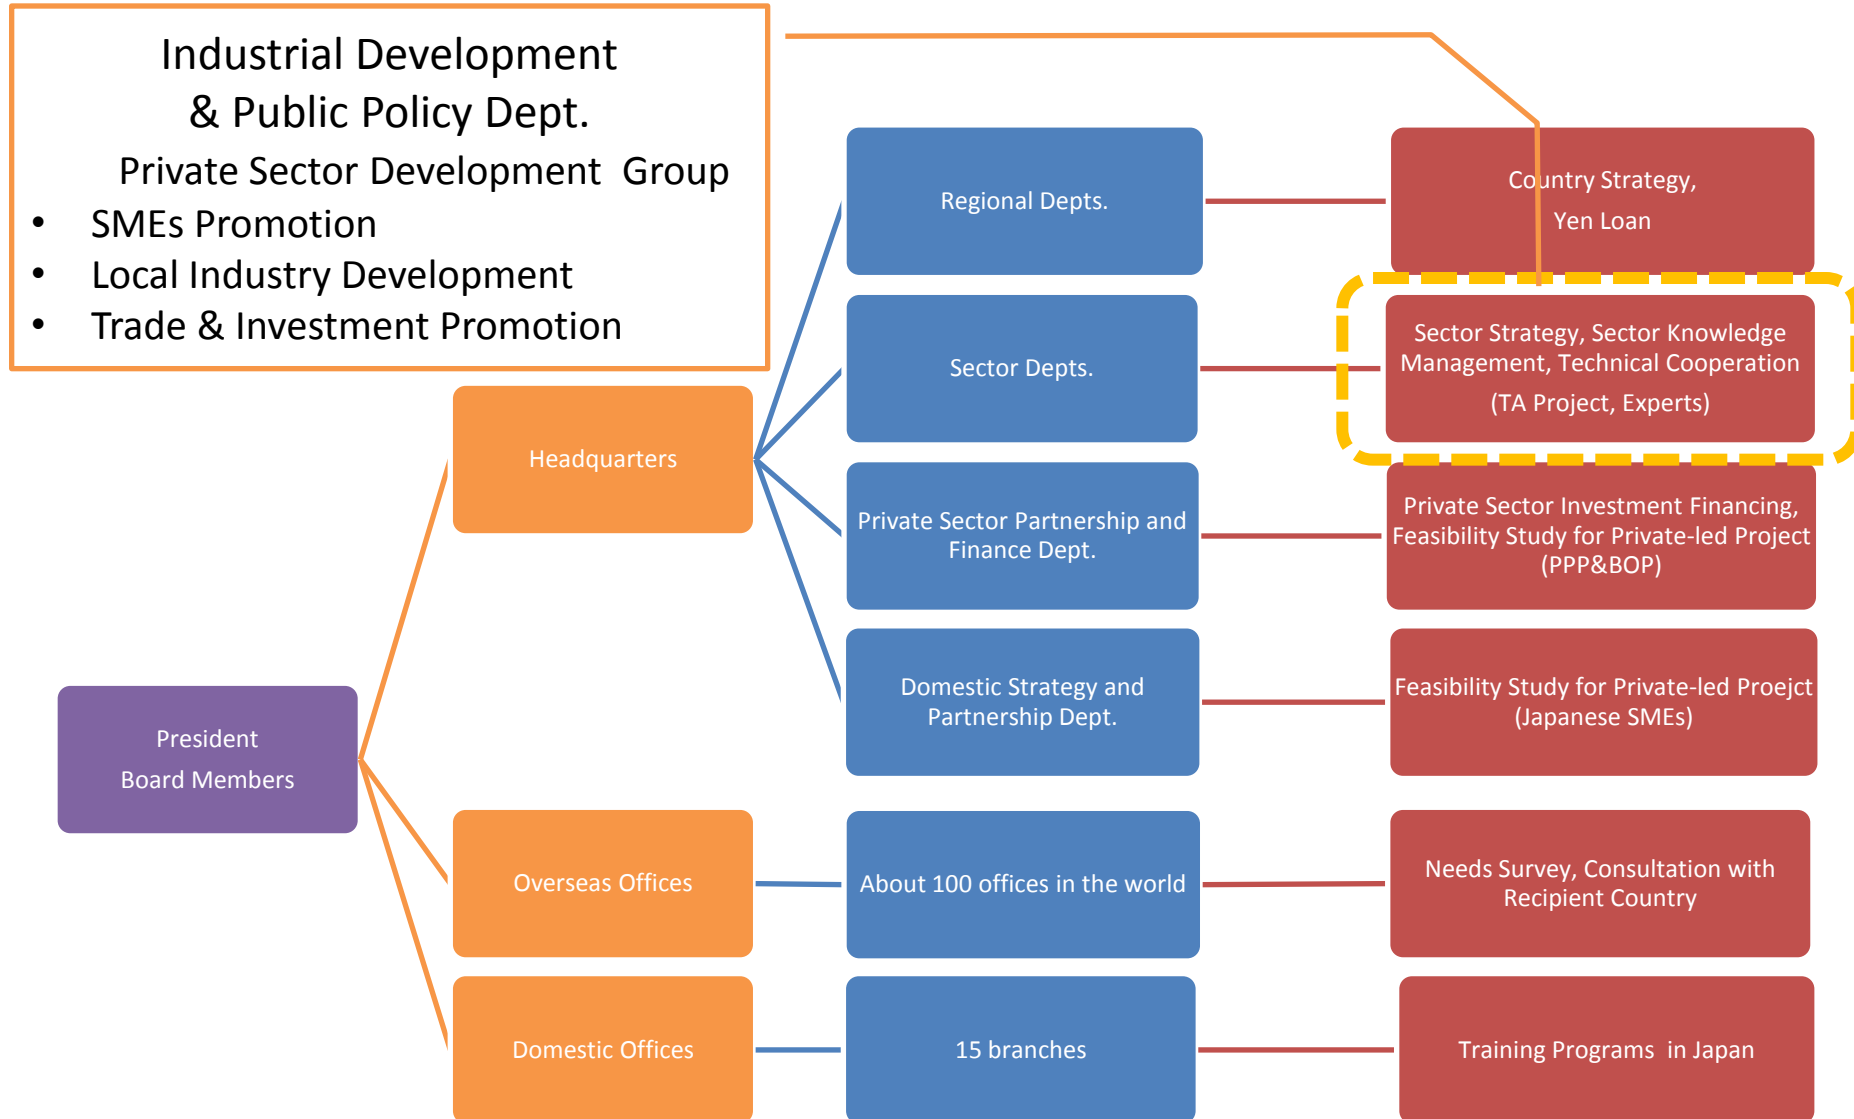 Industrial Development
& Public Policy Dept.
Private Sector Development Group
• SMEs Promotion
• Local Industry Development
• Trade & Investment Promotion
President
Board Members
Headquarters
Overseas Offices
Domestic Offices
Regional Depts.
Sector Depts.
Private Sector Partnership and
Finance Dept.
Domestic Strategy and
Partnership Dept.
About 100 offices in the world
15 branches
Country Strategy,
Yen Loan
Sector Strategy, Sector Knowledge
Management, Technical Cooperation
(TA Project, Experts)
Private Sector Investment Financing,
Feasibility Study for Private-led Project
(PPP&BOP)
Feasibility Study for Private-led Proejct
(Japanese SMEs)
Needs Survey, Consultation with
Recipient Country
Training Programs in Japan